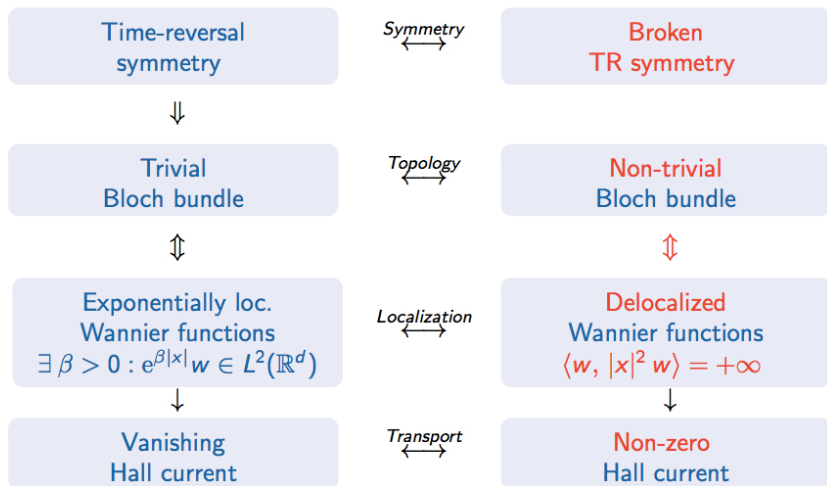 Time-reversal
symmetry
Symmetry
⟷
Broken
TR symmetry
⇓
Trivial
Bloch bundle
Topology
⟷
Non-trivial
Bloch bundle
⇕
⇕
Exponentially loc.
Wannier functions
∃ β > 0 : e^{β|x|} w ∈ L²(ℝᵈ)
Localization
⟷
Delocalized
Wannier functions
⟨w, |x|² w⟩ = +∞
↓
↓
Vanishing
Hall current
Transport
⟷
Non-zero
Hall current